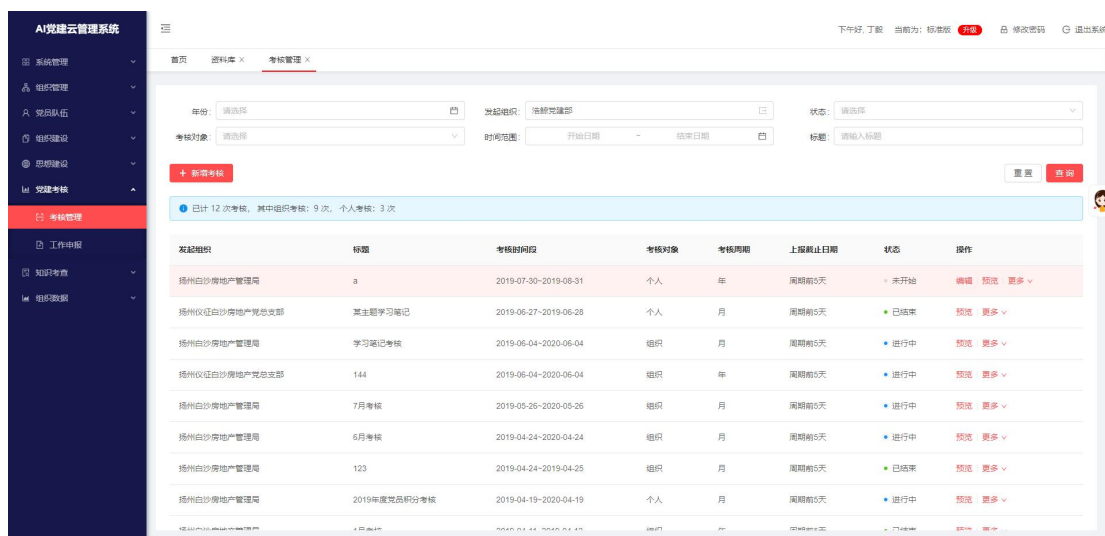 AI党建云管理系统
下午好, 丁毅 当前为: 标准版 升级 修改密码 退出系统
系统管理
首页 资料库 × 考核管理 ×
组织管理
党员队伍
年份: 请选择 发起组织: 浩鲸党建部 状态: 请选择
组织建设
考核对象: 请选择 时间范围: 开始日期 ~ 结束日期 标题: 请输入标题
思想建设
+ 新增考核 重置 查询
党建考核
已计 12 次考核, 其中组织考核: 9 次, 个人考核: 3 次
考核管理
工作申报
发起组织 标题 考核时间段 考核对象 考核周期 上报截止日期 状态 操作
知识考查
扬州白沙房地产管理局 a 2019-07-30~2019-08-31 个人 年 周期前5天 未开始 编辑 预览 更多
组织数据
扬州仪征白沙房地产党总支部 某主题学习笔记 2019-06-27~2019-06-28 个人 月 周期前5天 已结束 预览 更多
扬州白沙房地产管理局 学习笔记考核 2019-06-04~2020-06-04 组织 月 周期前5天 进行中 预览 更多
扬州仪征白沙房地产党总支部 144 2019-06-04~2020-06-04 组织 年 周期前5天 进行中 预览 更多
扬州白沙房地产管理局 7月考核 2019-05-26~2020-05-26 组织 月 周期前5天 进行中 预览 更多
扬州白沙房地产管理局 6月考核 2019-04-24~2020-04-24 组织 月 周期前5天 进行中 预览 更多
扬州白沙房地产管理局 123 2019-04-24~2019-04-25 组织 月 周期前5天 已结束 预览 更多
扬州白沙房地产管理局 2019年度党员积分考核 2019-04-19~2020-04-19 个人 月 周期前5天 进行中 预览 更多